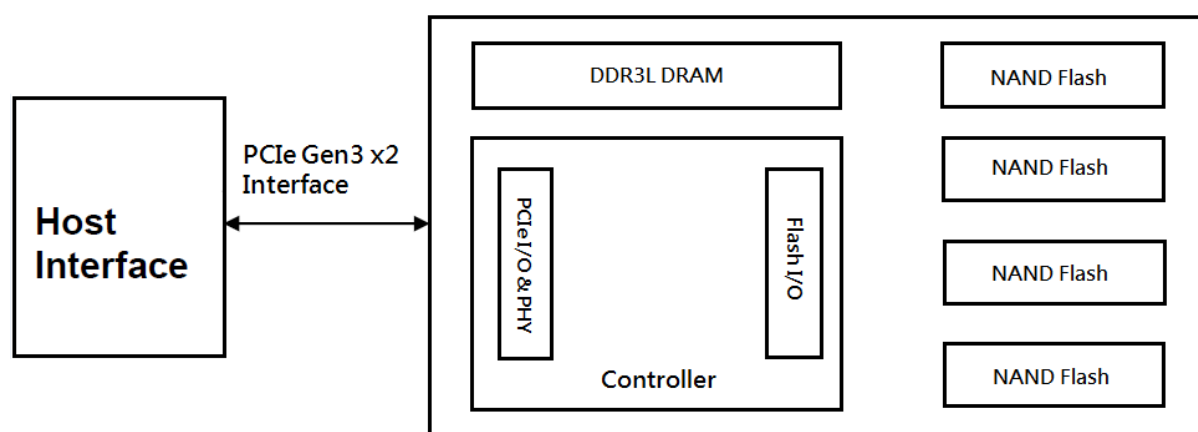 Host
Interface
PCIe Gen3 x2
Interface
DDR3L DRAM
PCIe I/O & PHY
Flash I/O
Controller
NAND Flash
NAND Flash
NAND Flash
NAND Flash